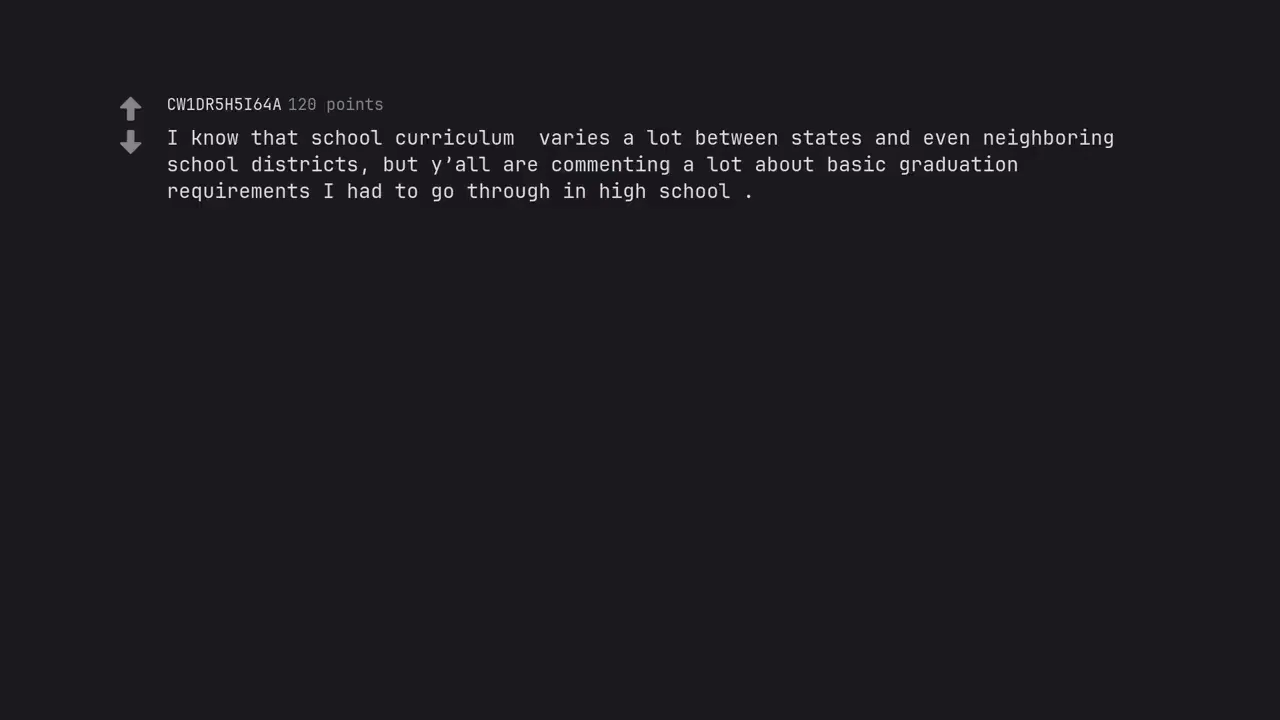 CW1DR5H5I64A 120 points
I know that school curriculum  varies a lot between states and even neighboring
school districts, but y’all are commenting a lot about basic graduation
requirements I had to go through in high school .